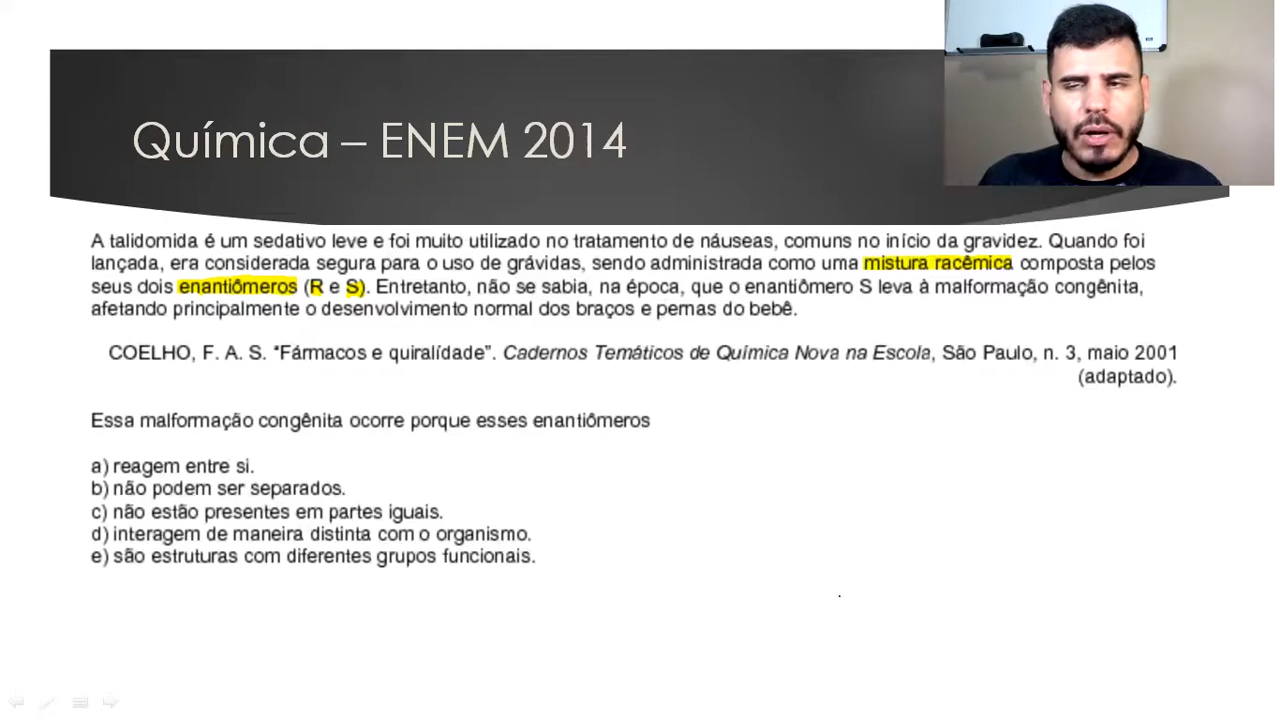 Química – ENEM 2014
A talidomida é um sedativo leve e foi muito utilizado no tratamento de náuseas, comuns no início da gravidez. Quando foi
lançada, era considerada segura para o uso de grávidas, sendo administrada como uma mistura racêmica composta pelos
seus dois enantiômeros (R e S). Entretanto, não se sabia, na época, que o enantiômero S leva à malformação congênita,
afetando principalmente o desenvolvimento normal dos braços e pernas do bebê.
COELHO, F. A. S. “Fármacos e quiralídade”. Cadernos Temáticos de Química Nova na Escola, São Paulo, n. 3, maio 2001
(adaptado).
Essa malformação congênita ocorre porque esses enantiômeros
a) reagem entre si.
b) não podem ser separados.
c) não estão presentes em partes iguais.
d) interagem de maneira distinta com o organismo.
e) são estruturas com diferentes grupos funcionais.